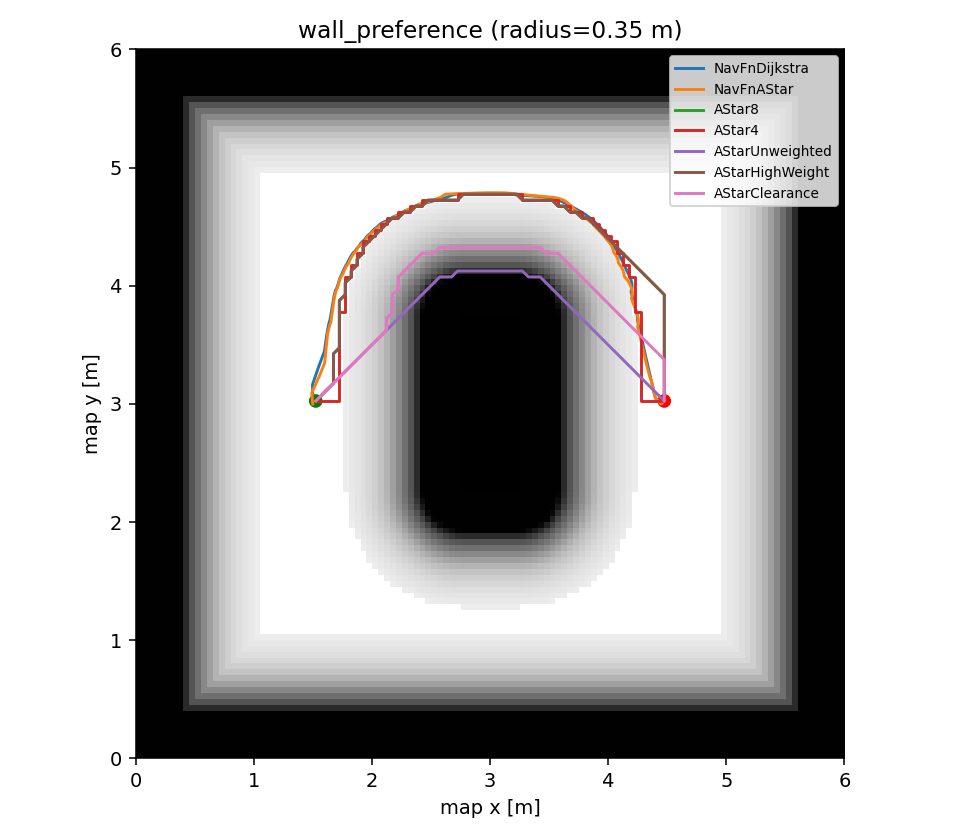 wall_preference (radius=0.35 m)
NavFnDijkstra
NavFnAStar
AStar8
AStar4
AStarUnweighted
AStarHighWeight
AStarClearance
6
5
4
3
2
1
0
map y [m]
0 1 2 3 4 5 6
map x [m]